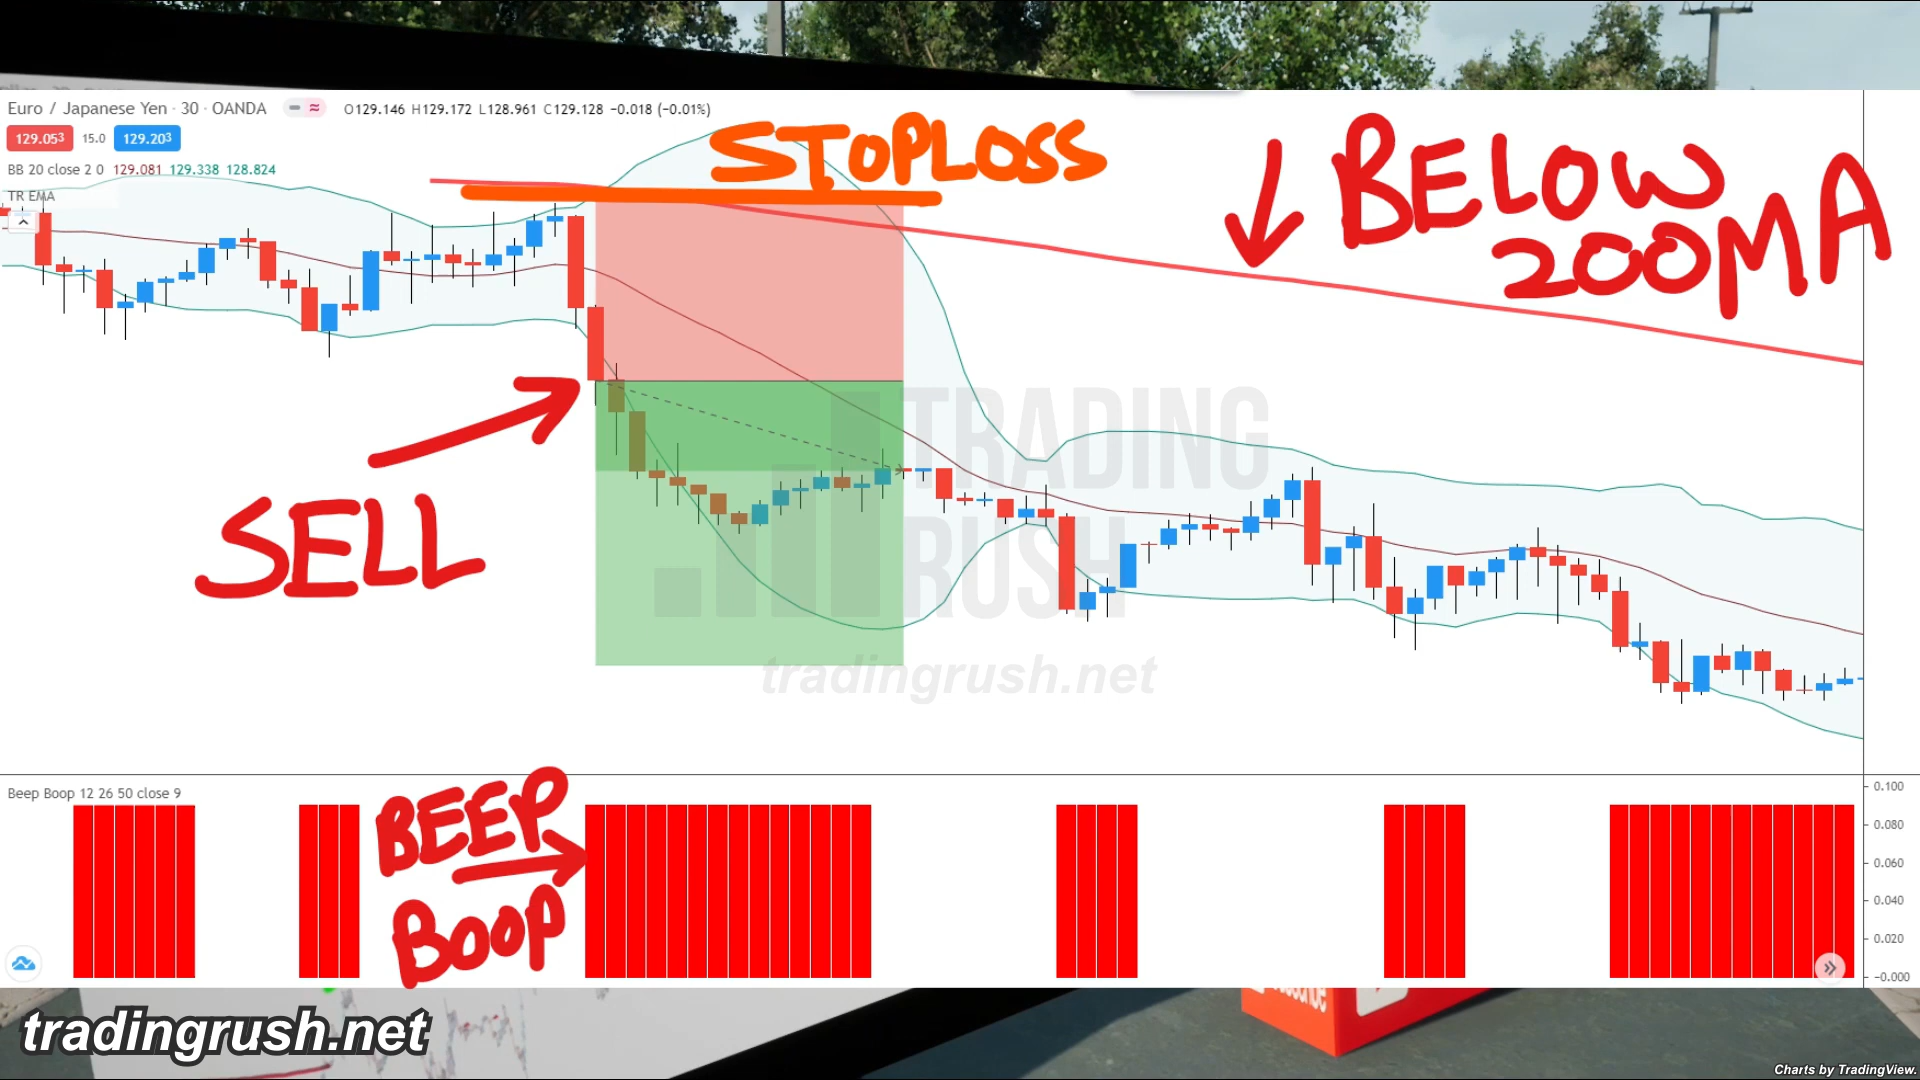 Euro / Japanese Yen · 30 · OANDA O129.146 H129.172 L128.961 C129.128 −0.018 (−0.01%)
129.053 15.0 129.203
BB 20 close 2 0 129.081 129.338 128.824
TR EMA
STOPLOSS
BELOW
200MA
SELL
TRADING
RUSH
tradingrush.net
Beep Boop 12 26 50 close 9
BEEP
BOOP
0.100
0.080
0.060
0.040
0.020
−0.000
tradingrush.net
Charts by TradingView.